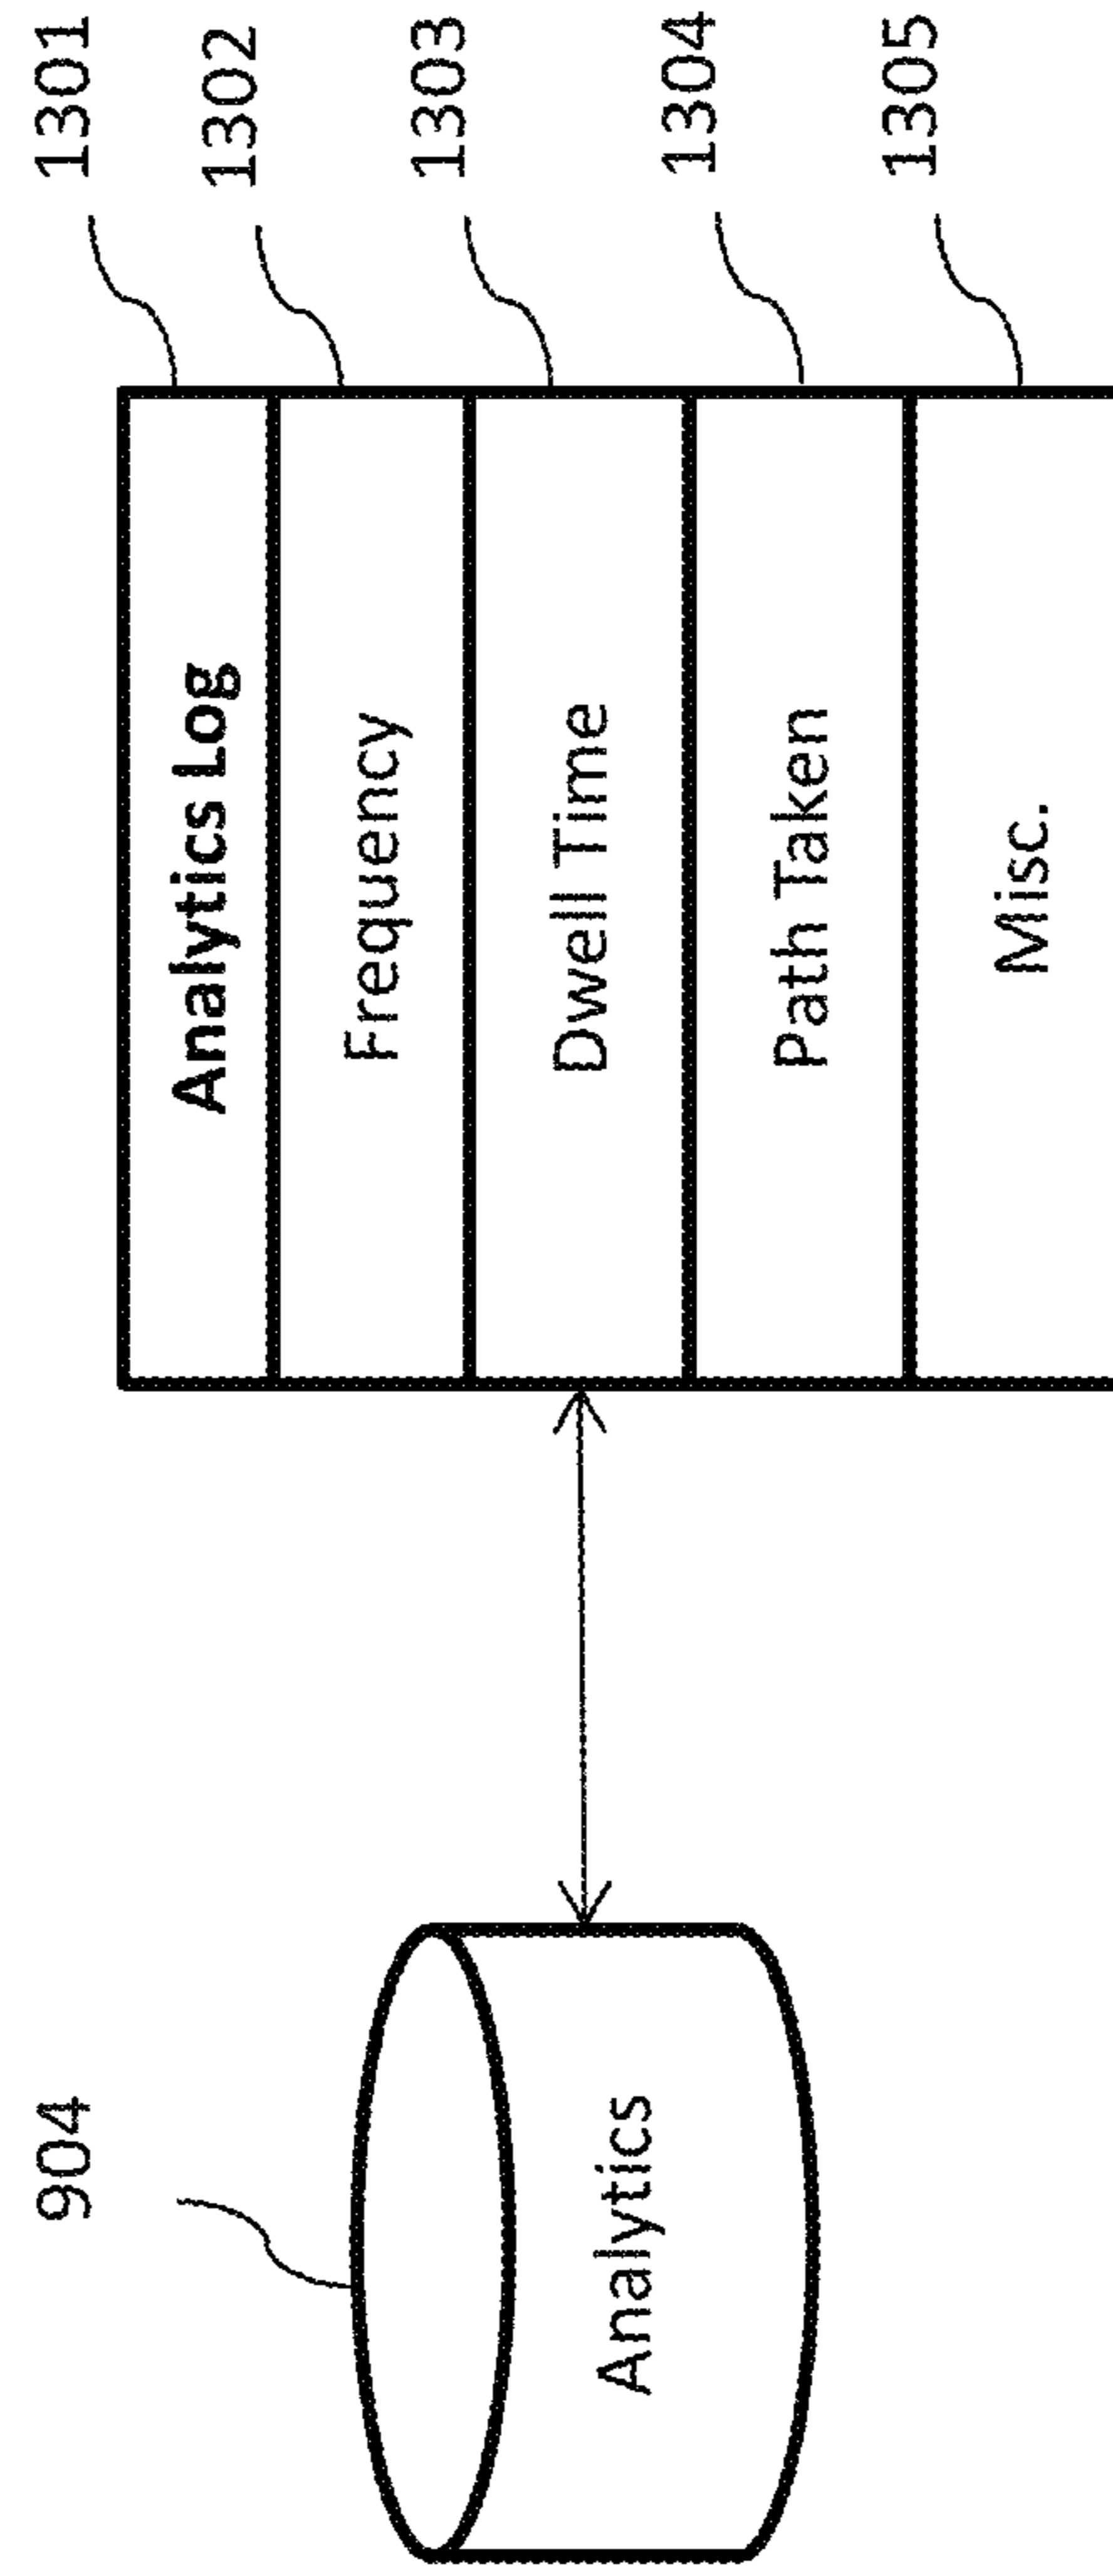 904
Analytics
Analytics Log
1301
Frequency
1302
Dwell Time
1303
Path Taken
1304
Misc.
1305